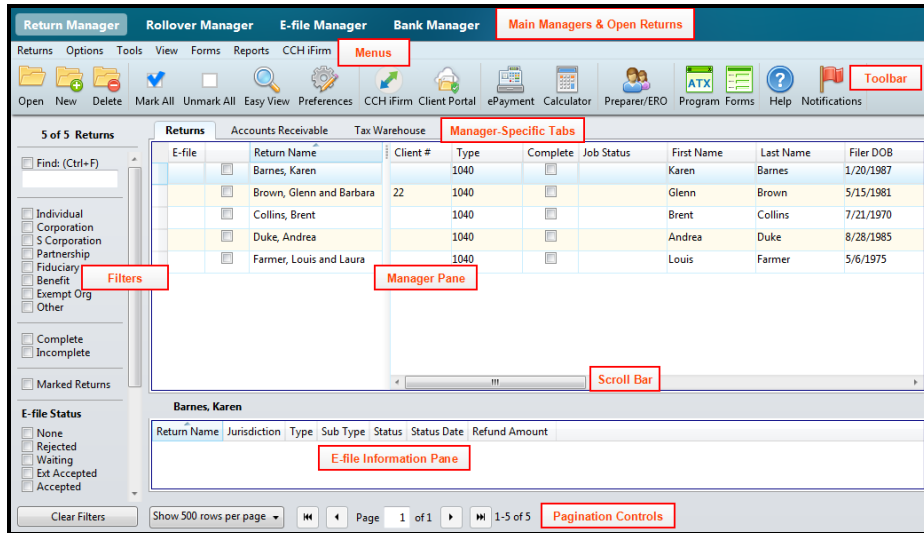 Return Manager Rollover Manager E-file Manager Bank Manager Main Managers & Open Returns
Returns Options Tools View Forms Reports CCH iFirm Menus
Open New Delete Mark All Unmark All Easy View Preferences CCH iFirm Client Portal ePayment Calculator Preparer/ERO ATX Program Forms ? Help Notifications Toolbar
5 of 5 Returns Returns Accounts Receivable Tax Warehouse Manager-Specific Tabs
E-file Return Name Client # Type Complete Job Status First Name Last Name Filer DOB
Find: (Ctrl+F)
Barnes, Karen 1040 Karen Barnes 1/20/1987
Brown, Glenn and Barbara 22 1040 Glenn Brown 5/15/1981
Individual Collins, Brent 1040 Brent Collins 7/21/1970
Corporation
S Corporation Duke, Andrea 1040 Andrea Duke 8/28/1985
Partnership
Fiduciary Farmer, Louis and Laura 1040 Louis Farmer 5/6/1975
Benefit Filters Manager Pane
Exempt Org
Other
Complete
Incomplete
Marked Returns Scroll Bar
E-file Status Barnes, Karen
None Return Name Jurisdiction Type Sub Type Status Status Date Refund Amount
Rejected
Waiting E-file Information Pane
Ext Accepted
Accepted
Clear Filters Show 500 rows per page Page 1 of 1 1-5 of 5 Pagination Controls